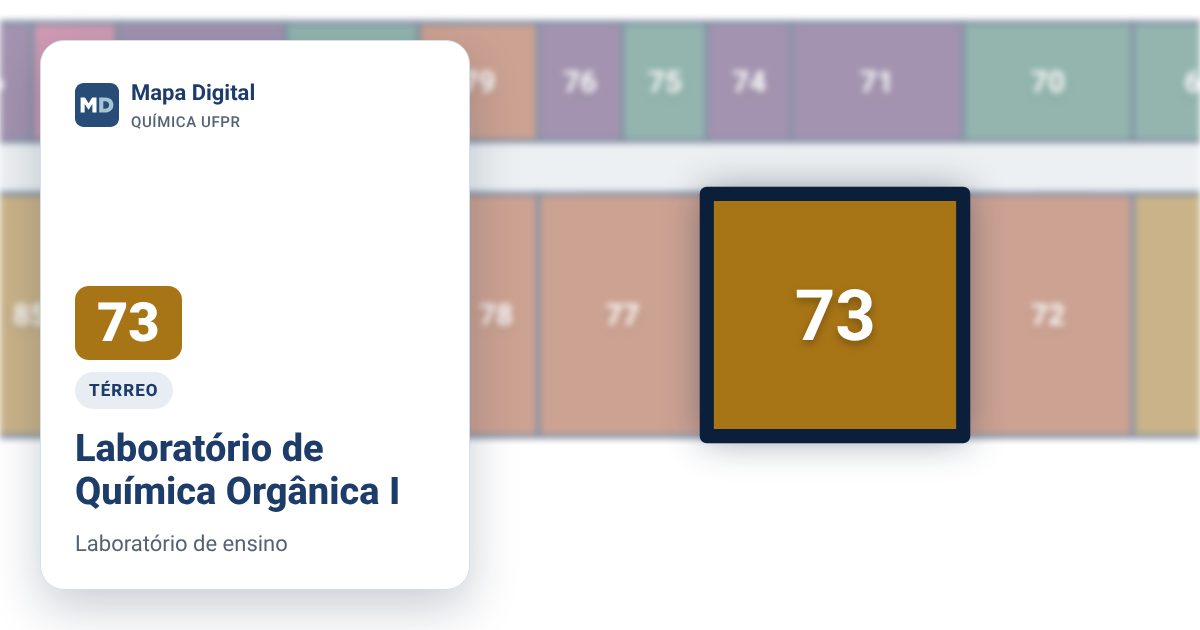 MD
Mapa Digital
QUÍMICA UFPR
73
TÉRREO
Laboratório de
Química Orgânica I
Laboratório de ensino
79 76 75 74 71 70
78 77 73 72